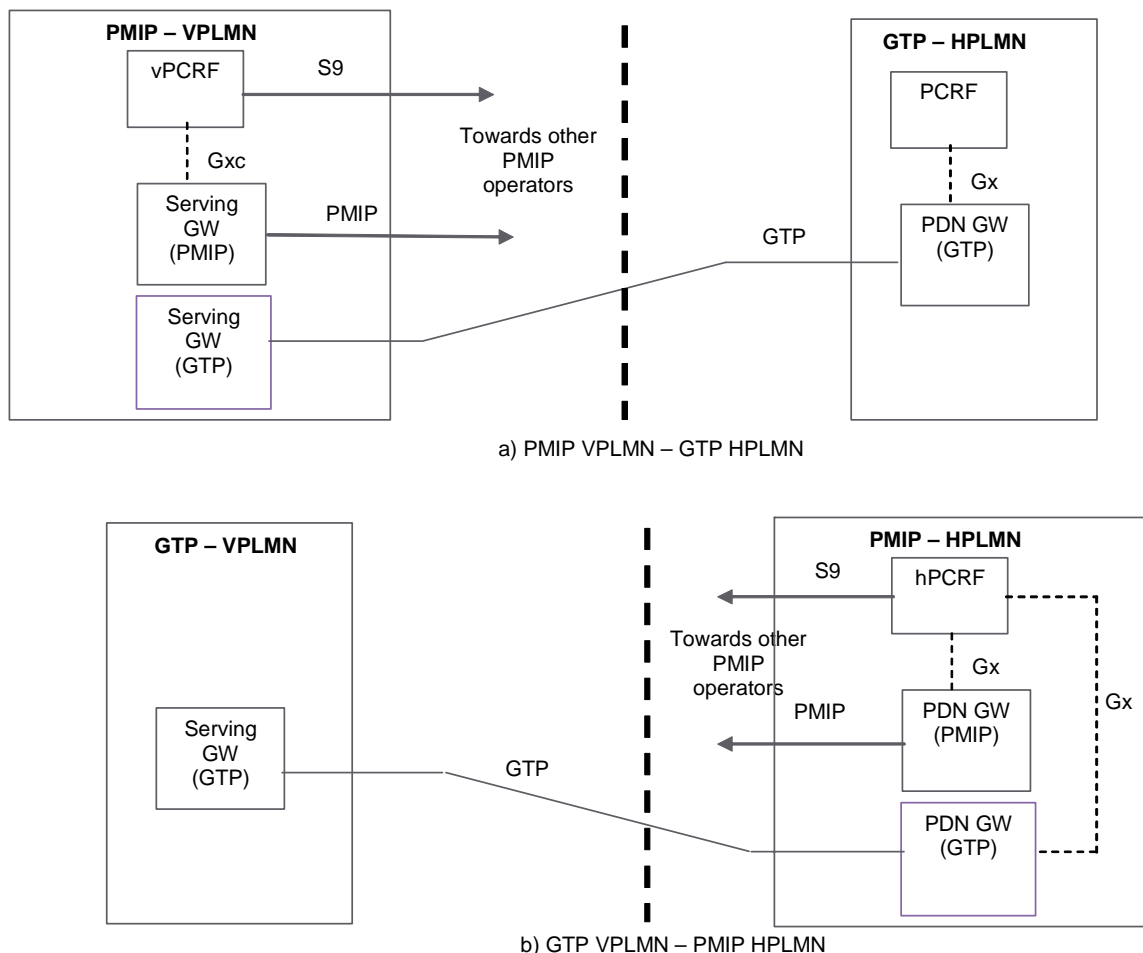 PMIP – VPLMN
vPCRF
S9
Gxc
Serving
GW
(PMIP)
PMIP
Towards other
PMIP
operators
Serving
GW
(GTP)
GTP
GTP – HPLMN
PCRF
Gx
PDN GW
(GTP)
a) PMIP VPLMN – GTP HPLMN
GTP – VPLMN
Serving
GW
(GTP)
GTP
PMIP – HPLMN
S9
hPCRF
Towards other
PMIP
operators
Gx
Gx
PMIP
PDN GW
(PMIP)
PDN GW
(GTP)
b) GTP VPLMN – PMIP HPLMN